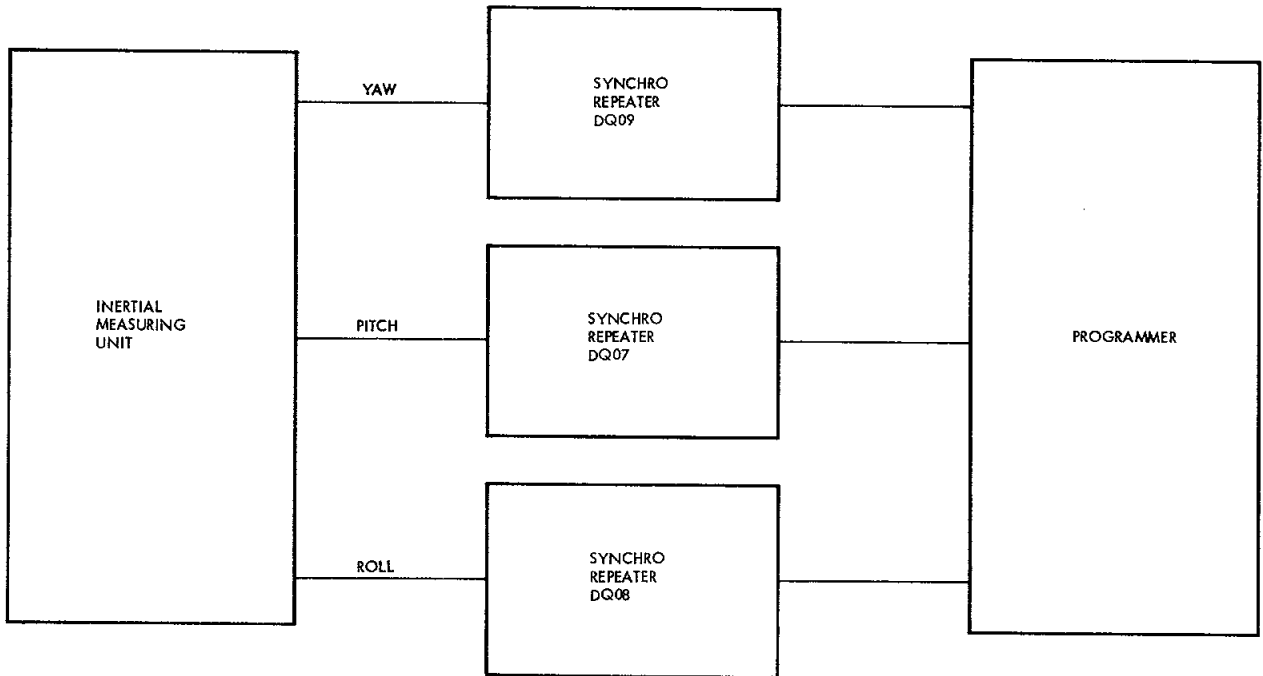 YAW
SYNCHRO
REPEATER
DQ09
INERTIAL
MEASURING
UNIT
PITCH
SYNCHRO
REPEATER
DQ07
PROGRAMMER
ROLL
SYNCHRO
REPEATER
DQ08